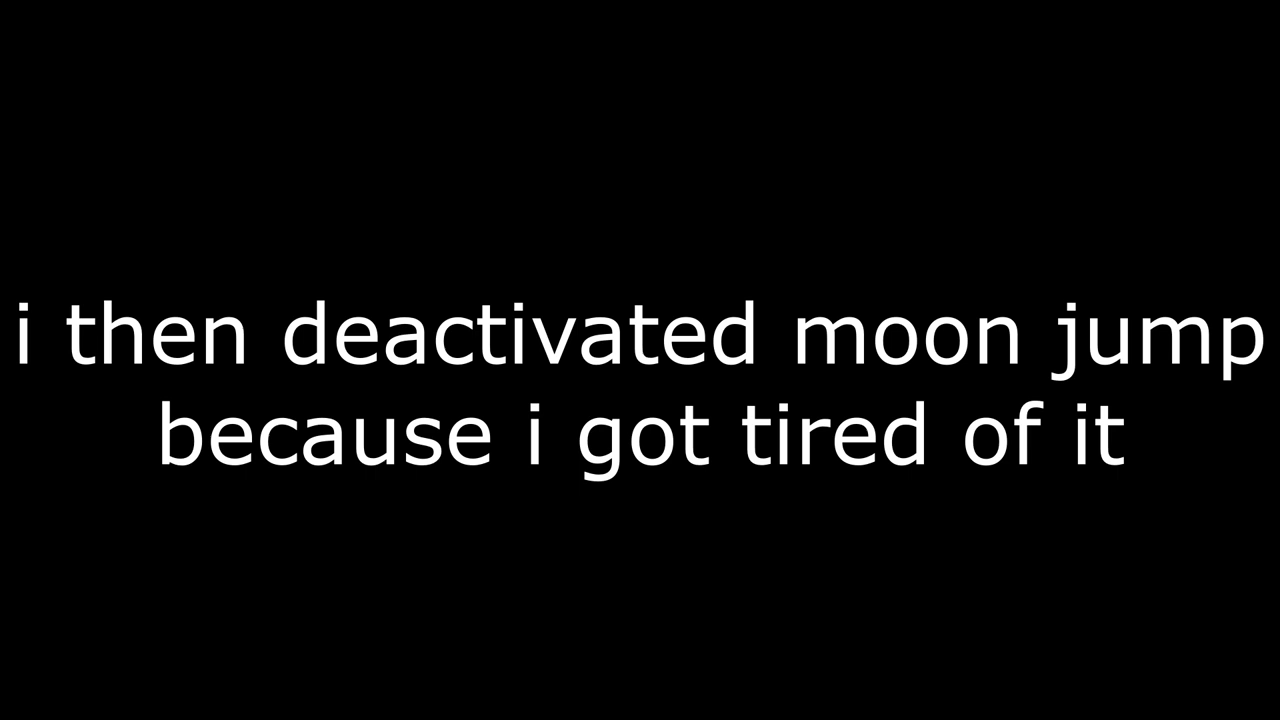 i then deactivated moon jump
because i got tired of it